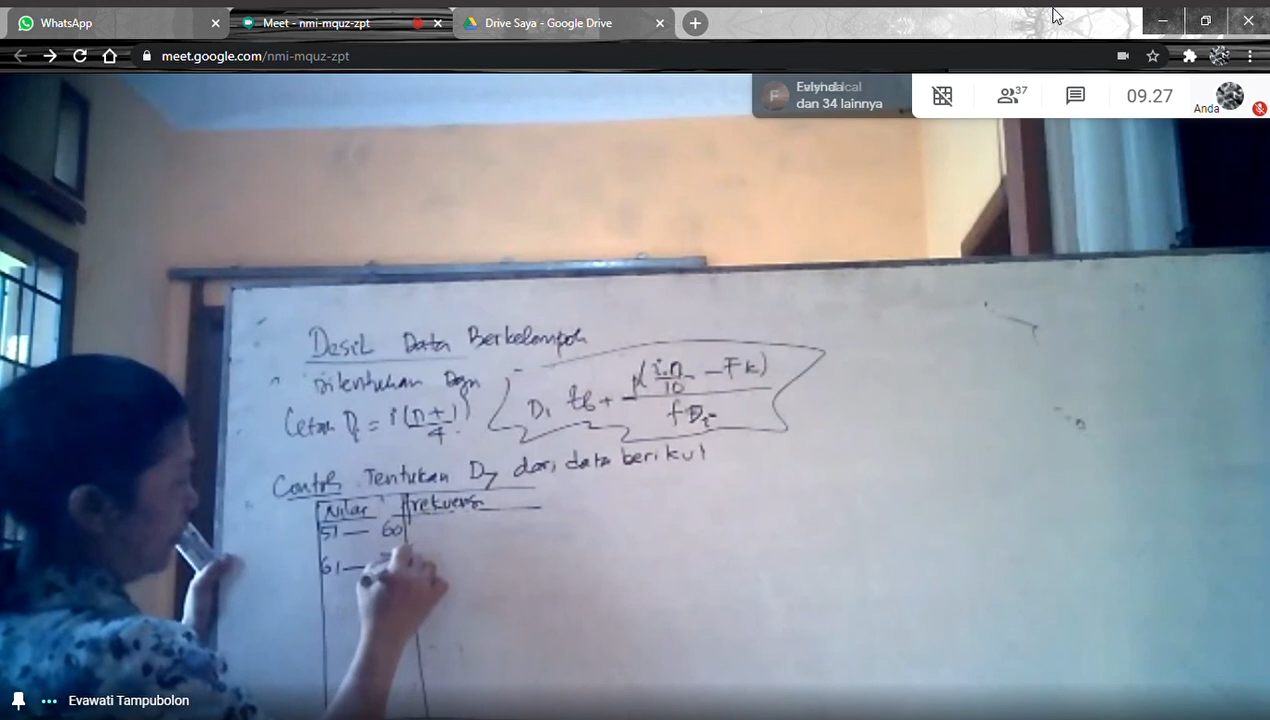 WhatsApp
Meet - nmi-mquz-zpt
Drive Saya - Google Drive
meet.google.com/nmi-mquz-zpt
F
dan 34 lainnya
37
09.27
Anda
Desil Data Berkelompok
Ditentukan Dgn
Letak Di = i(n+1)/4
Di tb + (i.n/10 - Fk)/fDi
Contoh Tentukan D7 dari data berikut
Nilai frekuensi
51 — 60
61 —
Evawati Tampubolon